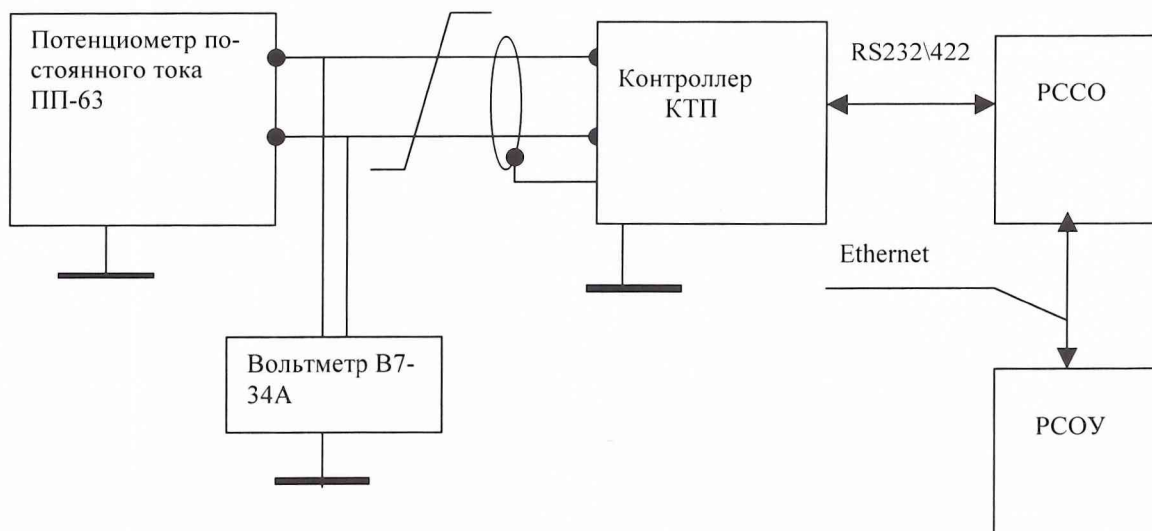 Потенциометр по-
стоянного тока
ПП-63
Контроллер
КТП
RS232\422
РССО
Ethernet
Вольтметр В7-
34А
РСОУ